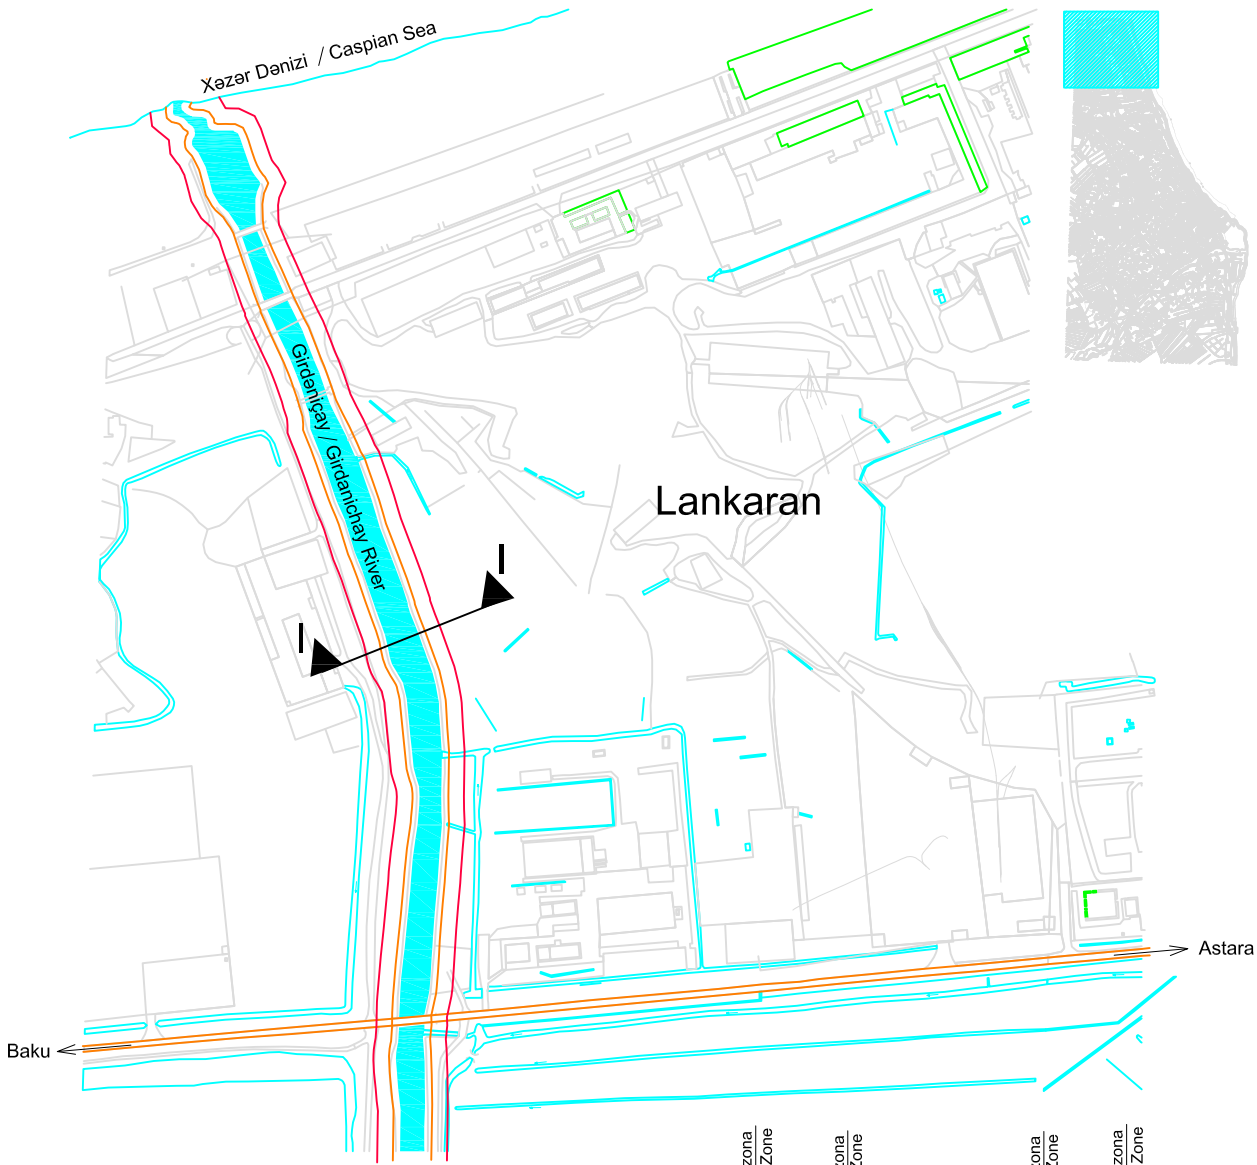 Xəzər Dənizi / Caspian Sea
Girdəniçay / Girdanichay River
Lankaran
I
I
Astara
Baku
zona
Zone
zona
Zone
zona
Zone
zona
Zone